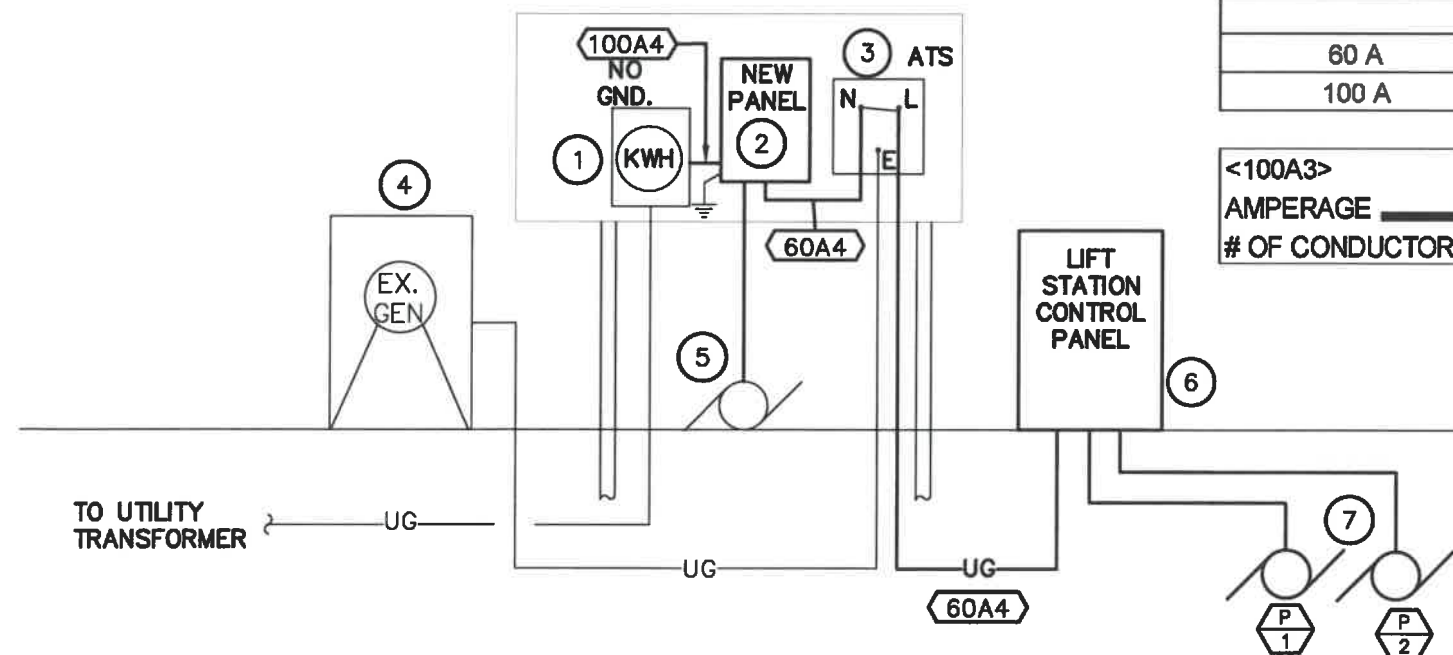 100A4
NO
GND.
3
ATS
NEW
PANEL
N
L
1
KWH
2
E
4
60A4
EX.
GEN
LIFT
STATION
CONTROL
PANEL
5
6
TO UTILITY
TRANSFORMER
UG
UG
UG
60A4
7
P
1
P
2
60 A
100 A
<100A3>
AMPERAGE
# OF CONDUCTOR